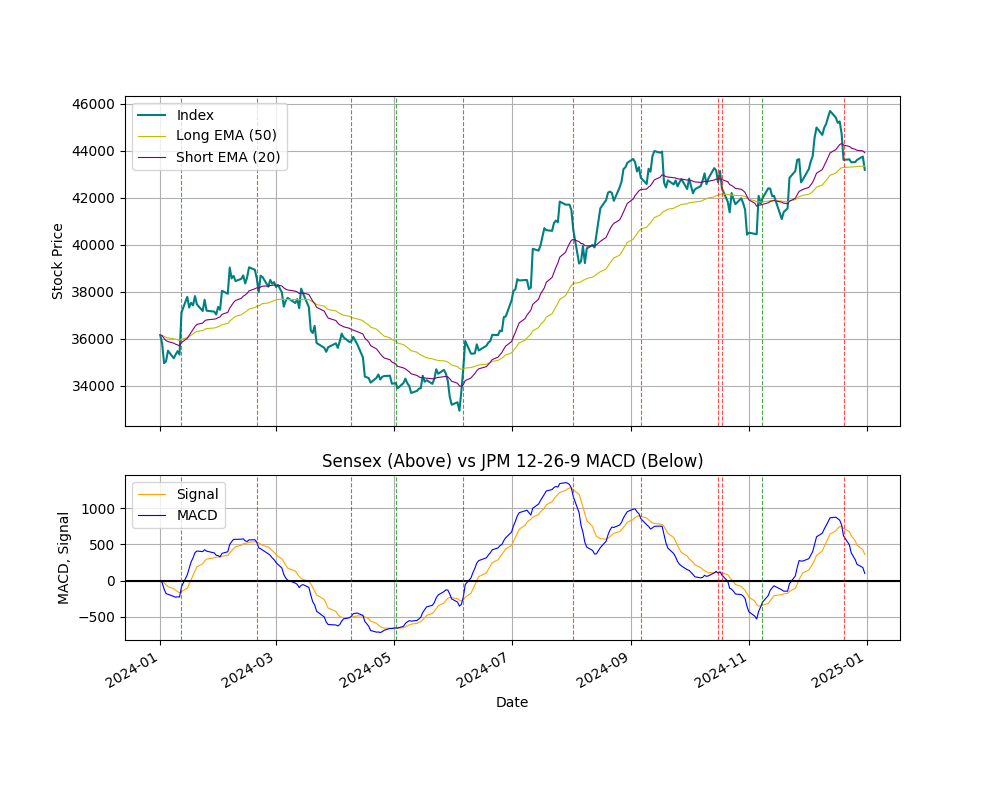 46000
44000
42000
40000
38000
36000
34000
Stock Price
Index
Long EMA (50)
Short EMA (20)
Sensex (Above) vs JPM 12-26-9 MACD (Below)
1000
500
0
−500
MACD, Signal
Signal
MACD
2024-01
2024-03
2024-05
2024-07
2024-09
2024-11
2025-01
Date